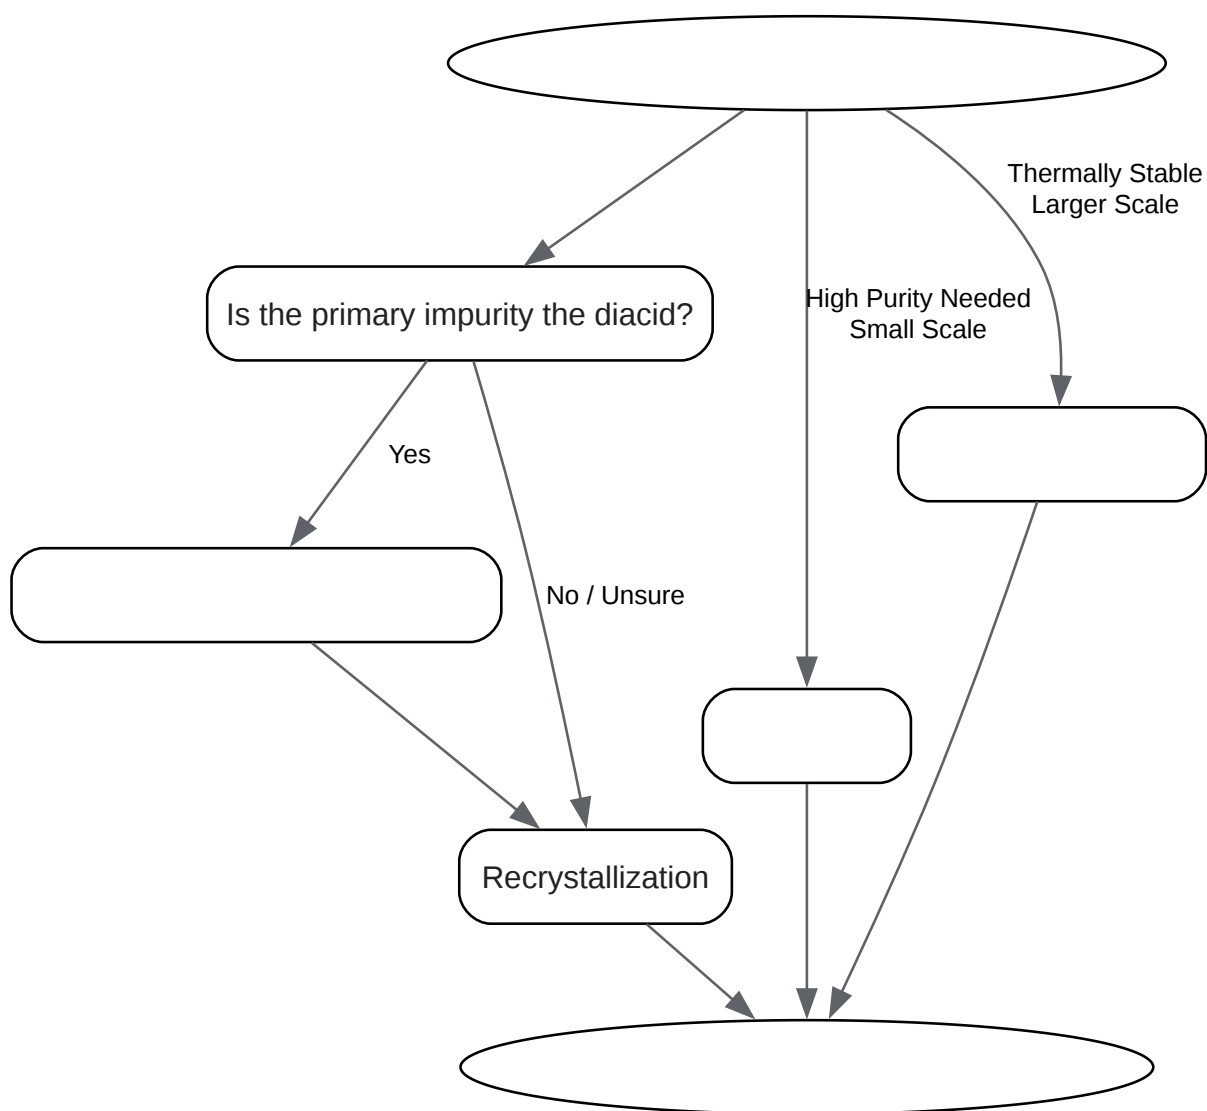 Thermally Stable
Larger Scale
Is the primary impurity the diacid?
High Purity Needed
Small Scale
Yes
No / Unsure
Recrystallization